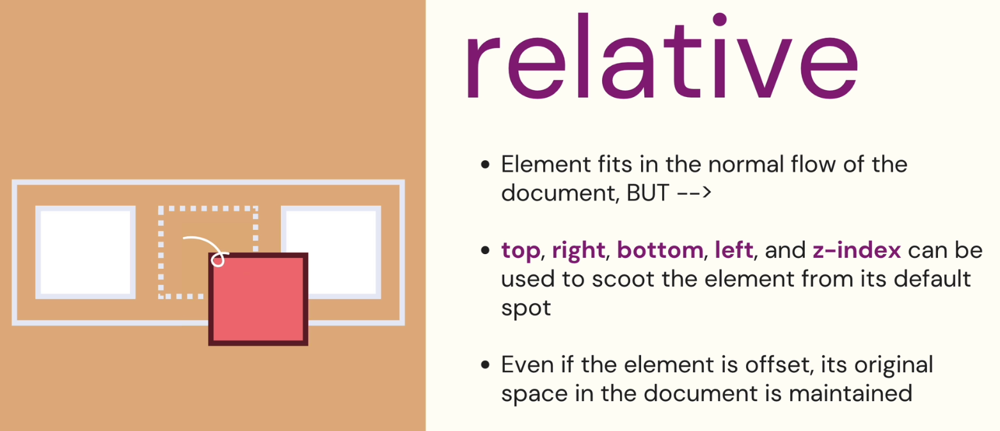 relative
• Element fits in the normal flow of the
document, BUT -->
• top, right, bottom, left, and z-index can be
used to scoot the element from its default
spot
• Even if the element is offset, its original
space in the document is maintained